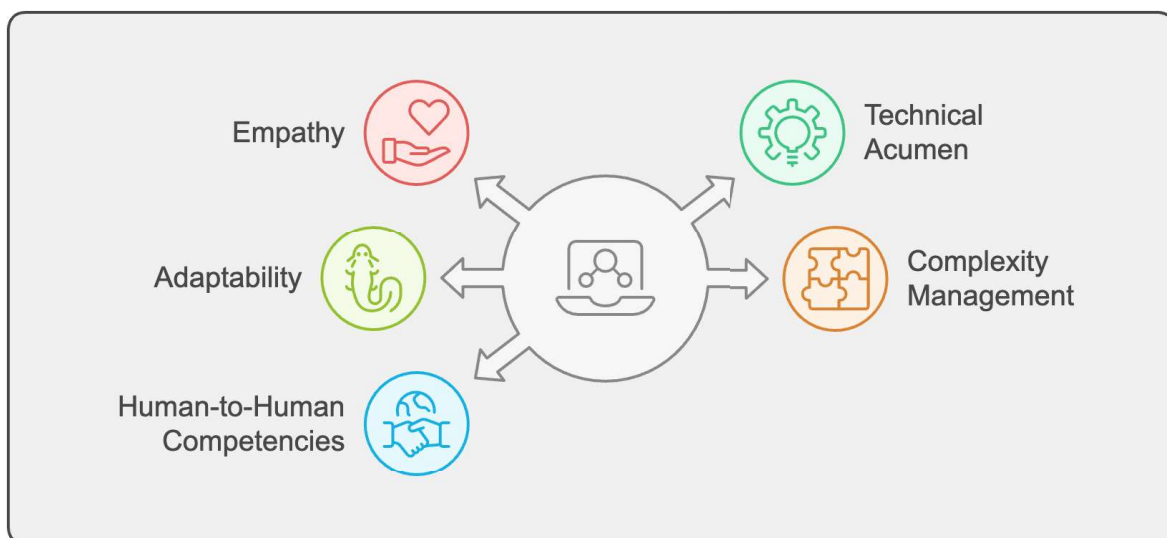 Empathy
Technical
Acumen
Adaptability
Complexity
Management
Human-to-Human
Competencies